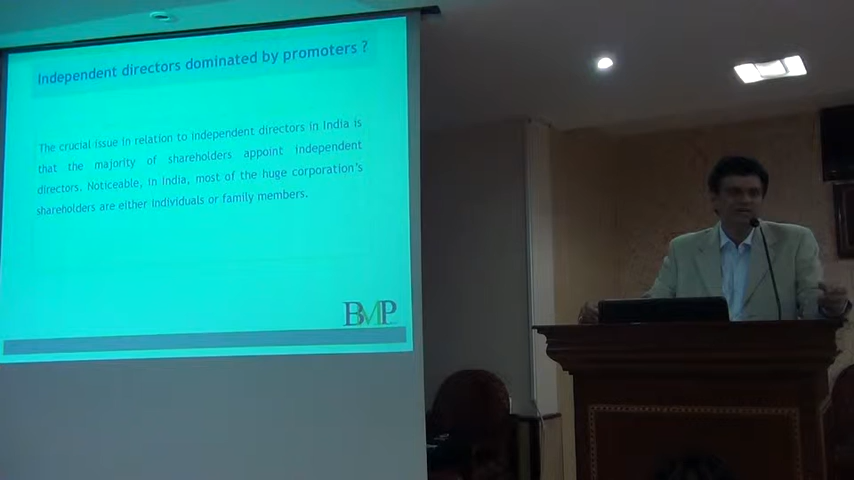 Independent directors dominated by promoters ?
The crucial issue in relation to independent directors in India is
that the majority of shareholders appoint independent
directors. Noticeable, in India, most of the huge corporation's
shareholders are either individuals or family members.
BMP